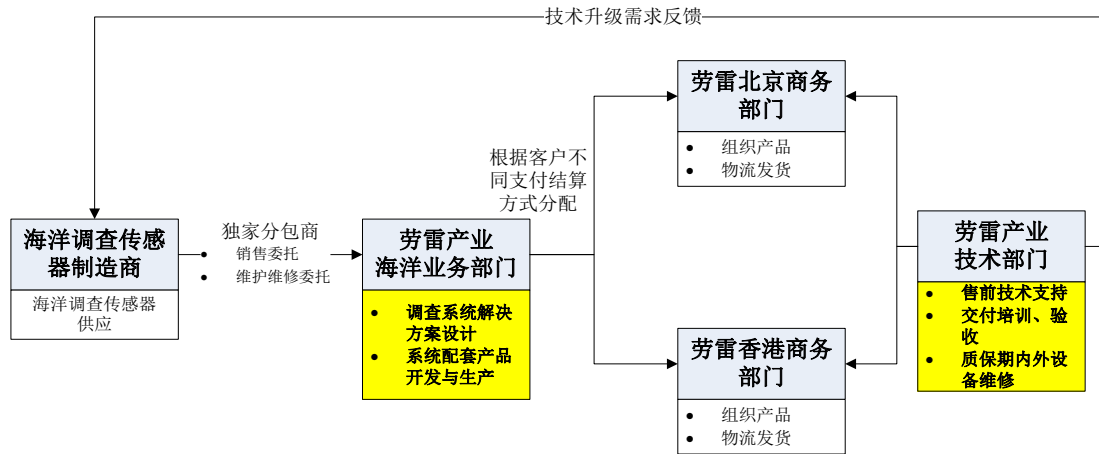 技术升级需求反馈
劳雷北京商务
部门
• 组织产品
• 物流发货
根据客户不
同支付结算
方式分配
海洋调查传感
器制造商
海洋调查传感器
供应
独家分包商
• 销售委托
• 维护维修委托
劳雷产业
海洋业务部门
• 调查系统解决
方案设计
• 系统配套产品
开发与生产
劳雷产业
技术部门
• 售前技术支持
• 交付培训、验
收
• 质保期内外设
备维修
劳雷香港商务
部门
• 组织产品
• 物流发货